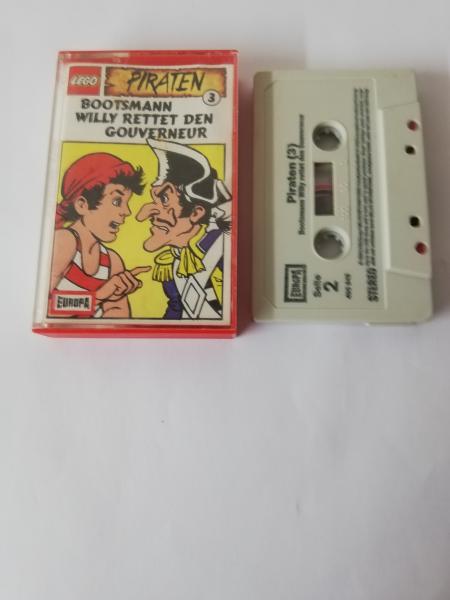 LEGO
PIRATEN
3
BOOTSMANN
WILLY RETTET DEN
GOUVERNEUR
EUROPA
Piraten (3)
Bootsmann Willy rettet den Gouverneur
EUROPA
Seite
2
STEREO